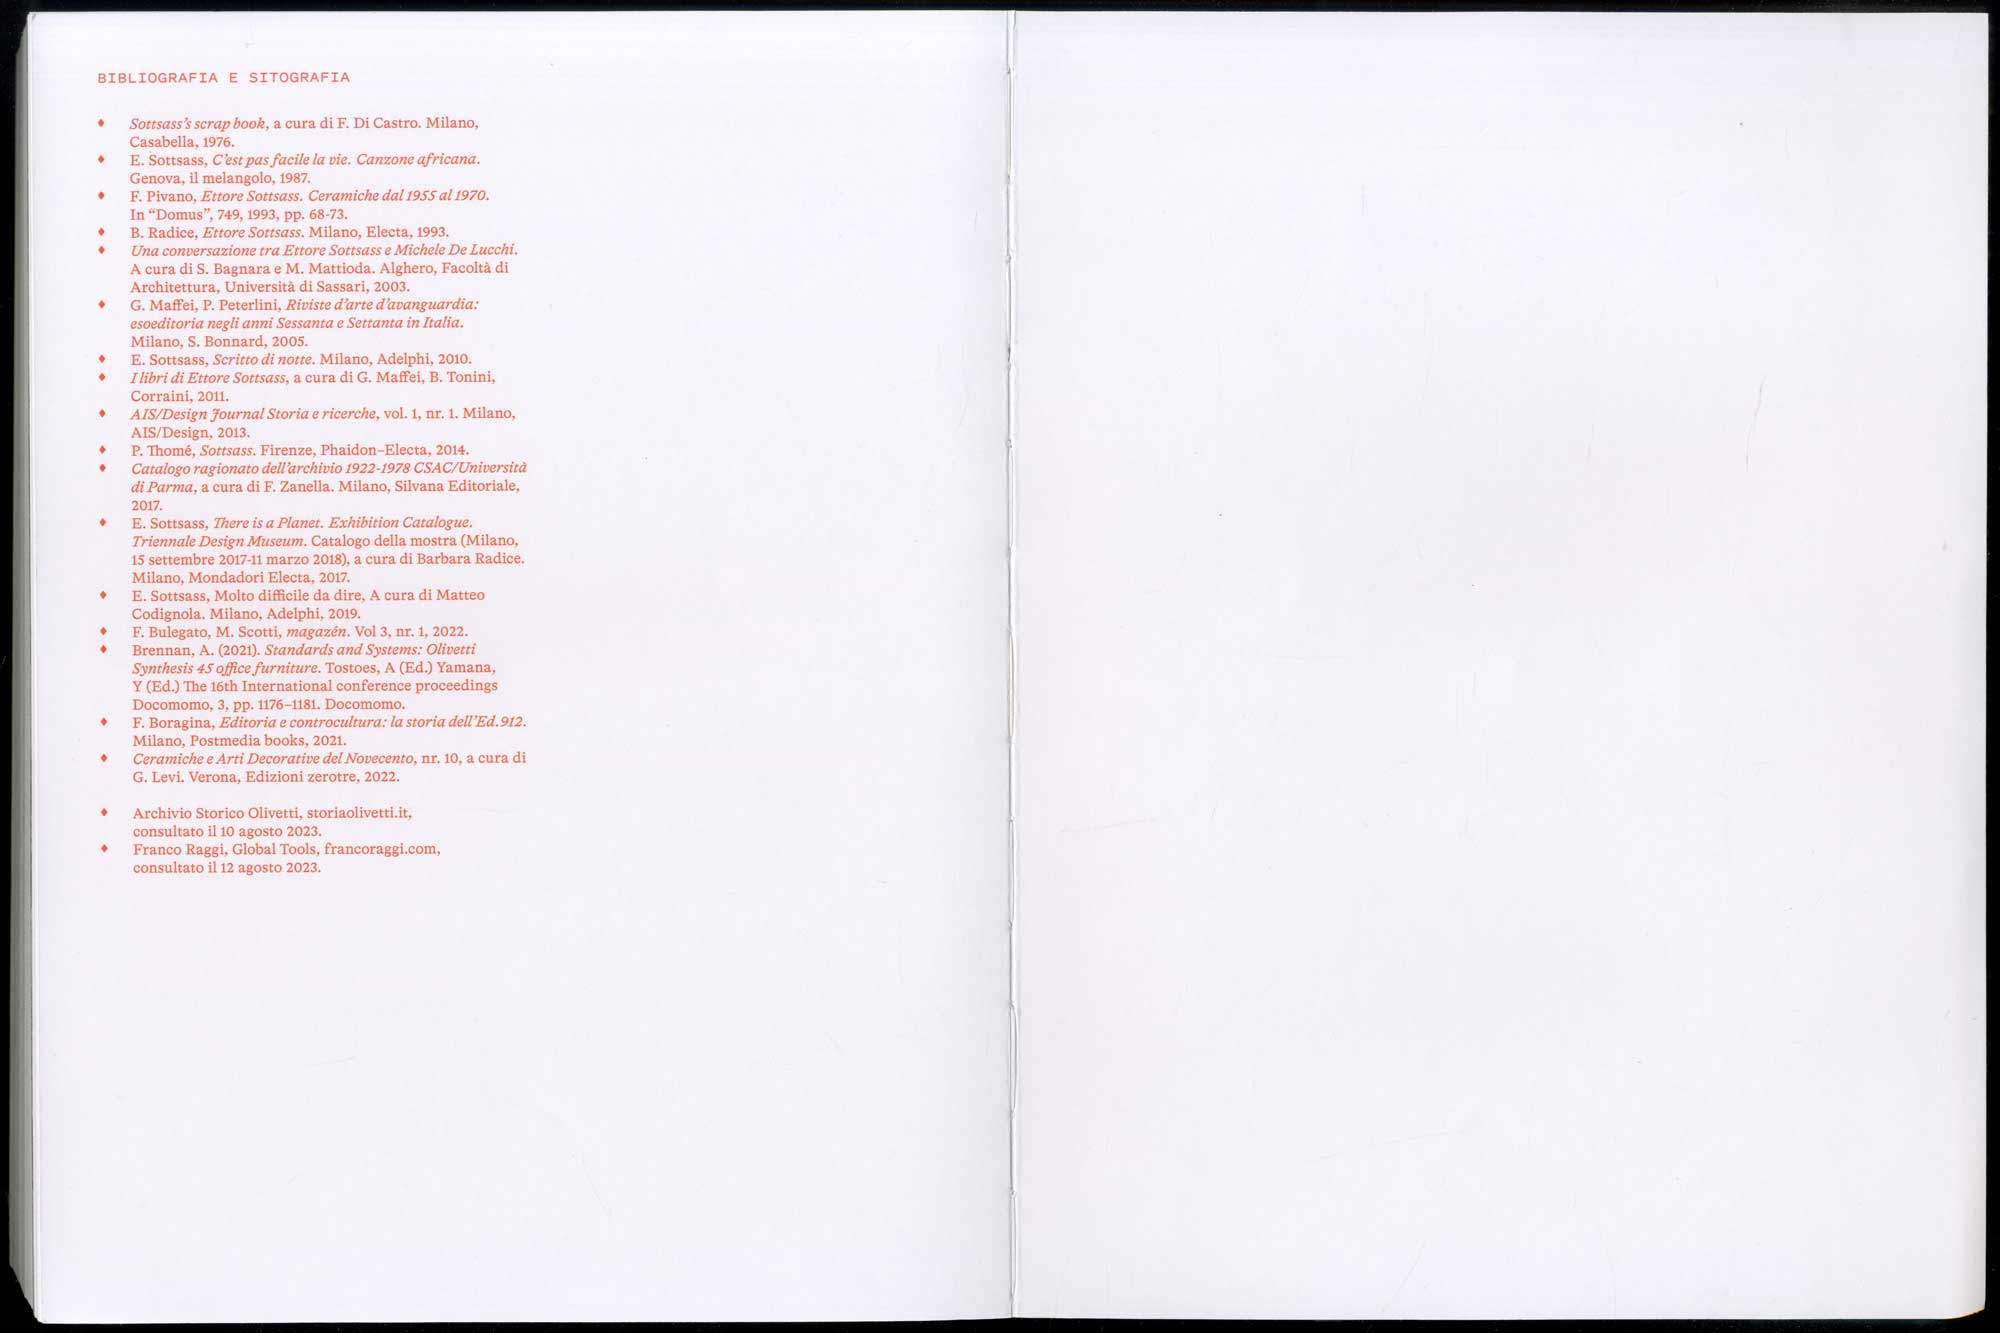 BIBLIOGRAFIA E SITOGRAFIA
♦ Sottsass’s scrap book, a cura di F. Di Castro. Milano,
Casabella, 1976.
♦ E. Sottsass, C’est pas facile la vie. Canzone africana.
Genova, il melangolo, 1987.
♦ F. Pivano, Ettore Sottsass. Ceramiche dal 1955 al 1970.
In “Domus”, 749, 1993, pp. 68-73.
♦ B. Radice, Ettore Sottsass. Milano, Electa, 1993.
♦ Una conversazione tra Ettore Sottsass e Michele De Lucchi.
A cura di S. Bagnara e M. Mattioda. Alghero, Facoltà di
Architettura, Università di Sassari, 2003.
♦ G. Maffei, P. Peterlini, Riviste d’arte d’avanguardia:
esoeditoria negli anni Sessanta e Settanta in Italia.
Milano, S. Bonnard, 2005.
♦ E. Sottsass, Scritto di notte. Milano, Adelphi, 2010.
♦ I libri di Ettore Sottsass, a cura di G. Maffei, B. Tonini,
Corraini, 2011.
♦ AIS/Design Journal Storia e ricerche, vol. 1, nr. 1. Milano,
AIS/Design, 2013.
♦ P. Thomé, Sottsass. Firenze, Phaidon–Electa, 2014.
♦ Catalogo ragionato dell’archivio 1922-1978 CSAC/Università
di Parma, a cura di F. Zanella. Milano, Silvana Editoriale,
2017.
♦ E. Sottsass, There is a Planet. Exhibition Catalogue.
Triennale Design Museum. Catalogo della mostra (Milano,
15 settembre 2017-11 marzo 2018), a cura di Barbara Radice.
Milano, Mondadori Electa, 2017.
♦ E. Sottsass, Molto difficile da dire, A cura di Matteo
Codignola. Milano, Adelphi, 2019.
♦ F. Bulegato, M. Scotti, magazén. Vol 3, nr. 1, 2022.
♦ Brennan, A. (2021). Standards and Systems: Olivetti
Synthesis 45 office furniture. Tostoes, A (Ed.) Yamana,
Y (Ed.) The 16th International conference proceedings
Docomomo, 3, pp. 1176–1181. Docomomo.
♦ F. Boragina, Editoria e controcultura: la storia dell’Ed.912.
Milano, Postmedia books, 2021.
♦ Ceramiche e Arti Decorative del Novecento, nr. 10, a cura di
G. Levi. Verona, Edizioni zerotre, 2022.
♦ Archivio Storico Olivetti, storiaolivetti.it,
consultato il 10 agosto 2023.
♦ Franco Raggi, Global Tools, francoraggi.com,
consultato il 12 agosto 2023.